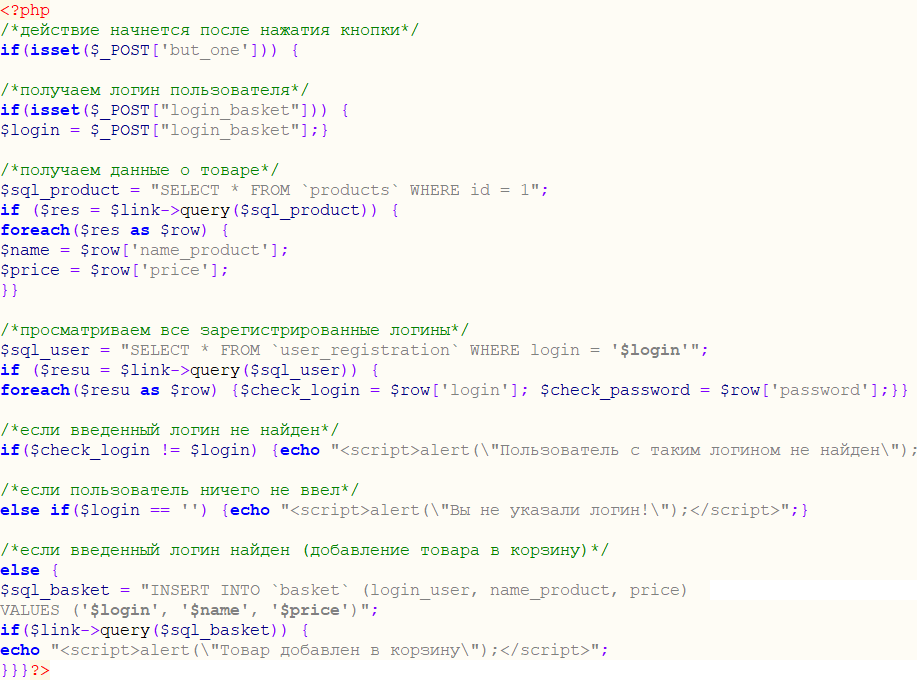 <?php
/*действие начнется после нажатия кнопки*/
if(isset($_POST['but_one'])) {
/*получаем логин пользователя*/
if(isset($_POST["login_basket"])) {
$login = $_POST["login_basket"];}
/*получаем данные о товаре*/
$sql_product = "SELECT * FROM `products` WHERE id = 1";
if ($res = $link->query($sql_product)) {
foreach($res as $row) {
$name = $row['name_product'];
$price = $row['price'];
}}
/*просматриваем все зарегистрированные логины*/
$sql_user = "SELECT * FROM `user_registration` WHERE login = '$login'";
if ($resu = $link->query($sql_user)) {
foreach($resu as $row) {$check_login = $row['login']; $check_password = $row['password'];}}
/*если введенный логин не найден*/
if($check_login != $login) {echo "<script>alert(\"Пользователь с таким логином не найден\");
/*если пользователь ничего не ввел*/
else if($login == '') {echo "<script>alert(\"Вы не указали логин!\");</script>";}
/*если введенный логин найден (добавление товара в корзину)*/
else {
$sql_basket = "INSERT INTO `basket` (login_user, name_product, price)
VALUES ('$login', '$name', '$price')";
if($link->query($sql_basket)) {
echo "<script>alert(\"Товар добавлен в корзину\");</script>";
}}}?>